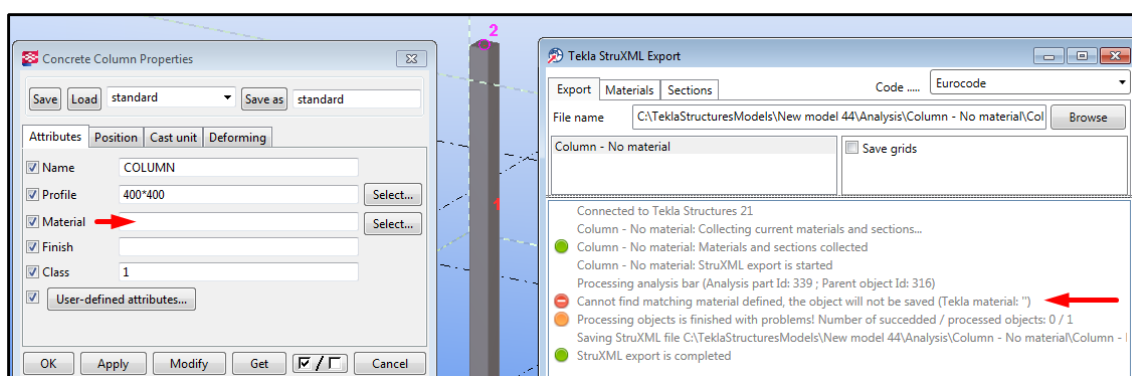 Concrete Column Properties
Save Load standard Save as standard
Attributes Position Cast unit Deforming
Name COLUMN
Profile 400*400 Select...
Material Select...
Finish
Class 1
User-defined attributes...
OK Apply Modify Get / Cancel
2
Tekla StruXML Export
Export Materials Sections Code ..... Eurocode
File name C:\TeklaStructuresModels\New model 44\Analysis\Column - No material\Col Browse
Column - No material Save grids
Connected to Tekla Structures 21
Column - No material: Collecting current materials and sections...
Column - No material: Materials and sections collected
Column - No material: StruXML export is started
Processing analysis bar (Analysis part Id: 339 ; Parent object Id: 316)
Cannot find matching material defined, the object will not be saved (Tekla material: '')
Processing objects is finished with problems! Number of succedded / processed objects: 0 / 1
Saving StruXML file C:\TeklaStructuresModels\New model 44\Analysis\Column - No material\Column -
StruXML export is completed